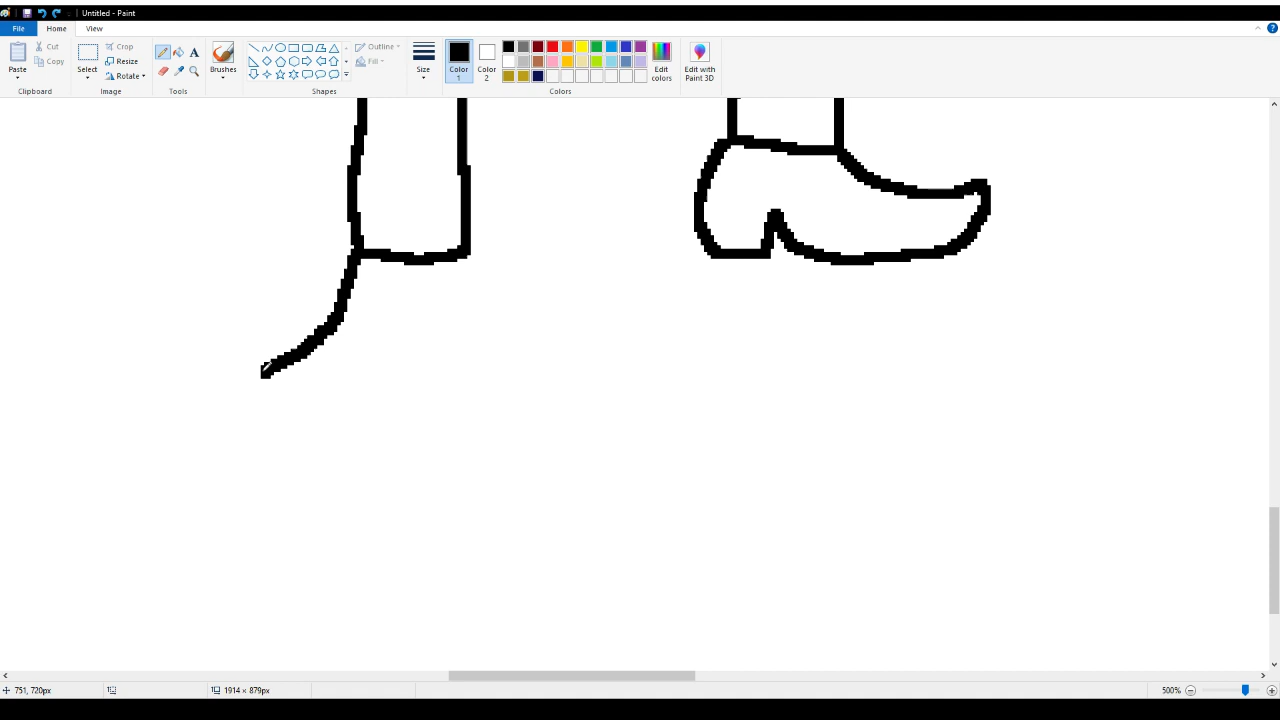 Untitled - Paint
File Home View
Paste
Cut
Copy
Clipboard
Select
Crop
Resize
Rotate
Image
A
Tools
Brushes
Outline
Fill
Shapes
Size
Color
1
Color
2
Colors
Edit
colors
Edit with
Paint 3D
751, 720px
1914 × 879px
500%